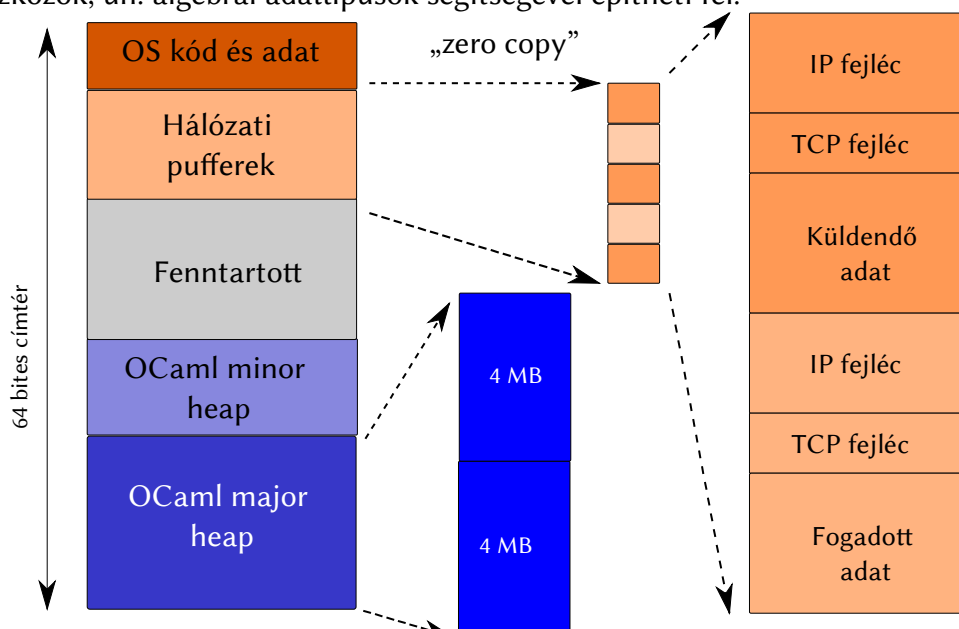 eszközök, ún. algebrai adattípusok segítségével építheti fel.
OS kód és adat
„zero copy”
Hálózati
pufferek
Fenntartott
OCaml minor
heap
OCaml major
heap
64 bites címtér
4 MB
4 MB
IP fejléc
TCP fejléc
Küldendő
adat
IP fejléc
TCP fejléc
Fogadott
adat